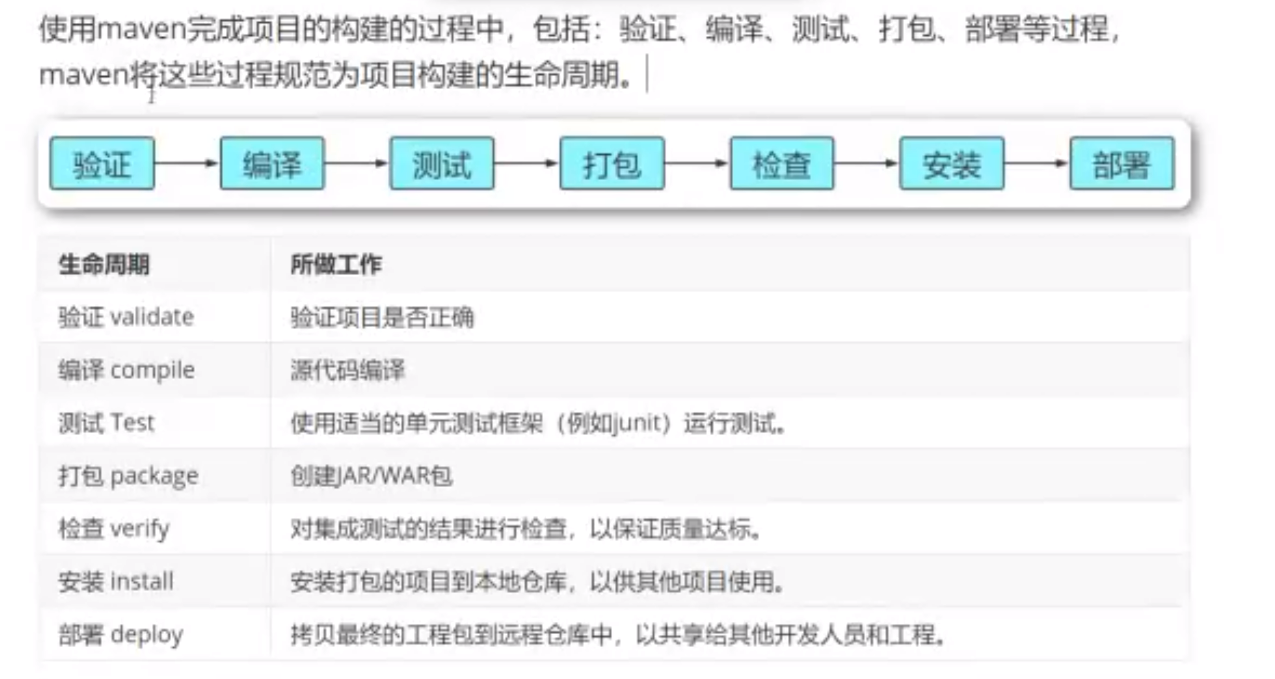 使用maven完成项目的构建的过程中，包括：验证、编译、测试、打包、部署等过程，
maven将这些过程规范为项目构建的生命周期。
验证 编译 测试 打包 检查 安装 部署
生命周期 所做工作
验证 validate 验证项目是否正确
编译 compile 源代码编译
测试 Test 使用适当的单元测试框架（例如junit）运行测试。
打包 package 创建JAR/WAR包
检查 verify 对集成测试的结果进行检查，以保证质量达标。
安装 install 安装打包的项目到本地仓库，以供其他项目使用。
部署 deploy 拷贝最终的工程包到远程仓库中，以共享给其他开发人员和工程。